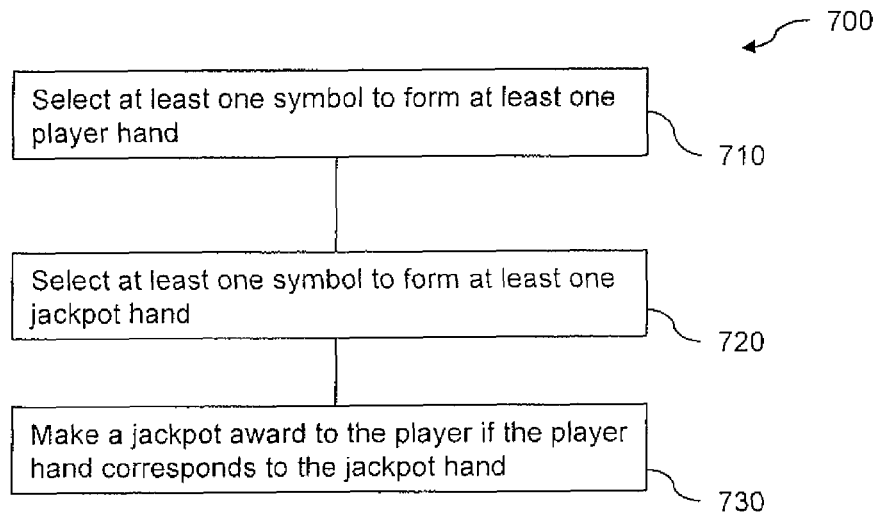 700
Select at least one symbol to form at least one
player hand
710
Select at least one symbol to form at least one
jackpot hand
720
Make a jackpot award to the player if the player
hand corresponds to the jackpot hand
730